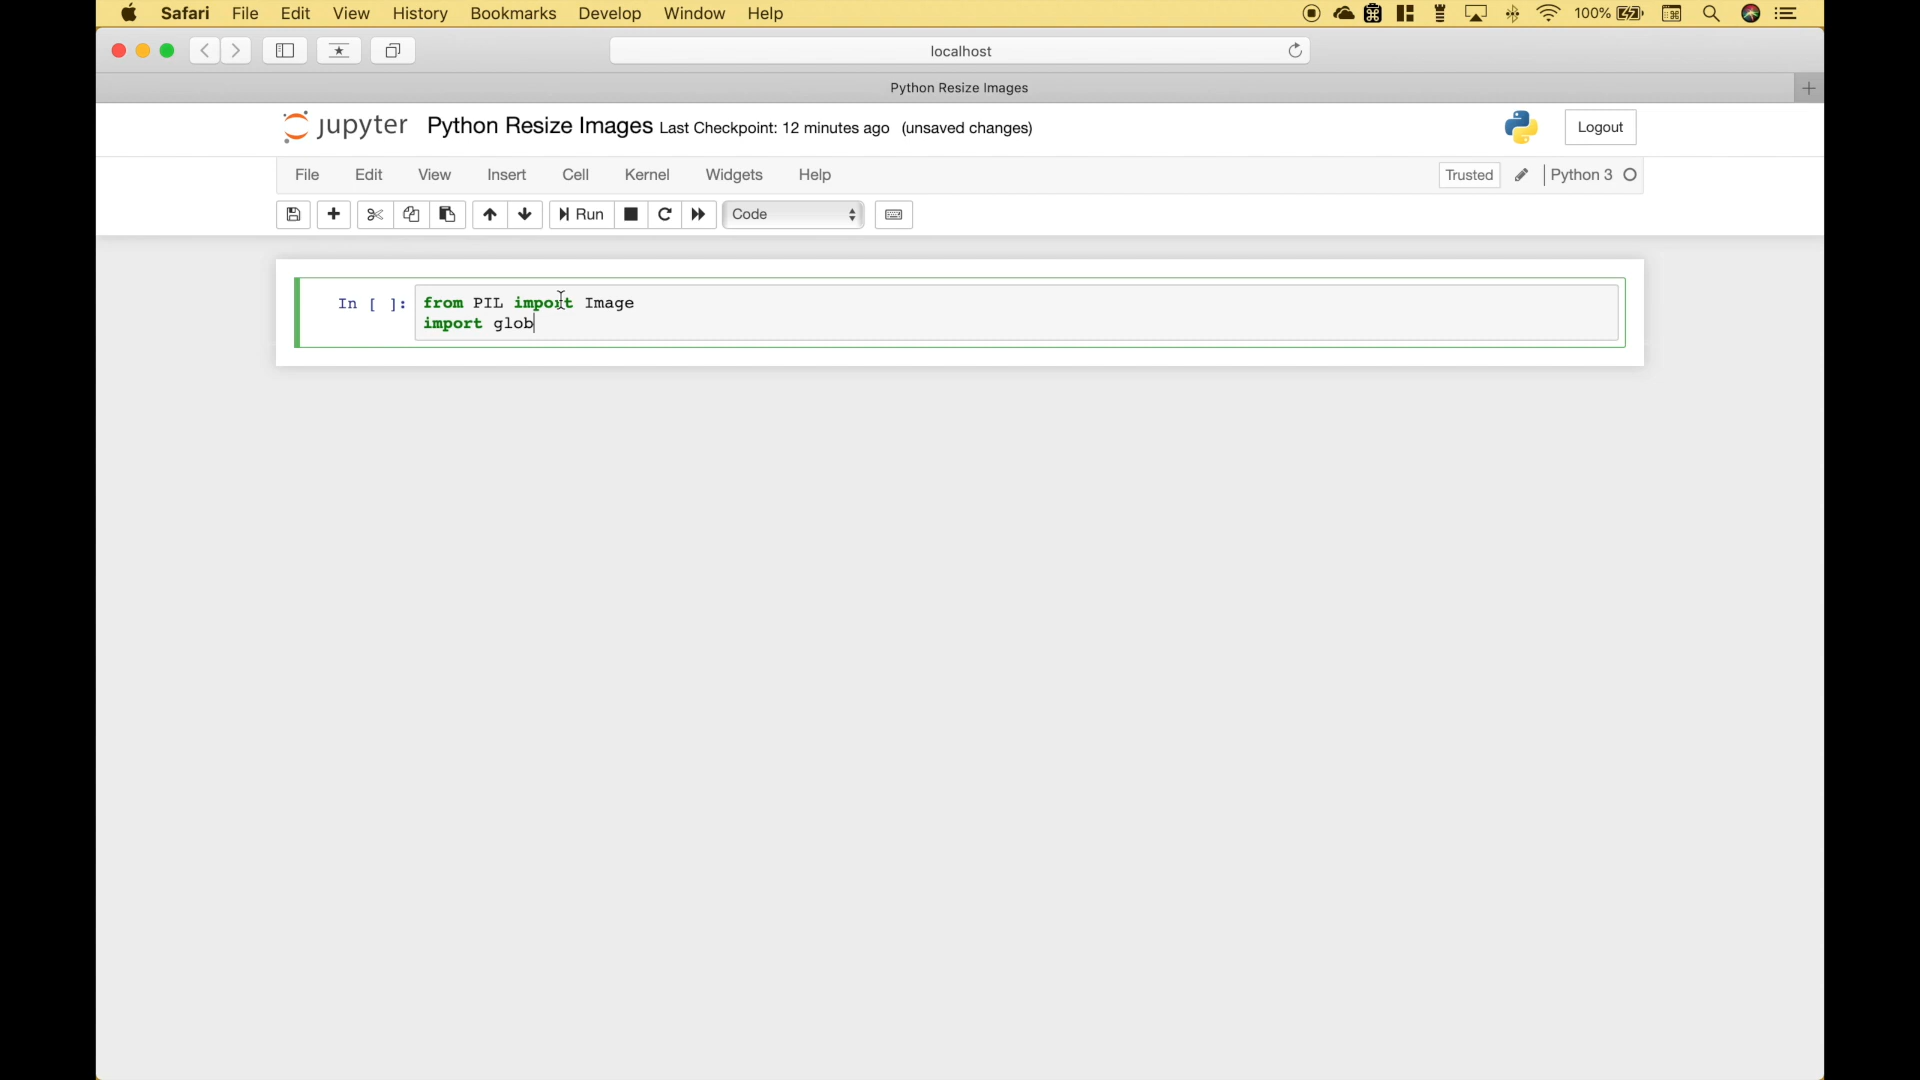 Safari File Edit View History Bookmarks Develop Window Help 100%
localhost
Python Resize Images
jupyter Python Resize Images Last Checkpoint: 12 minutes ago (unsaved changes) Logout
File Edit View Insert Cell Kernel Widgets Help Trusted Python 3
Run Code
In [ ]: from PIL import Image
import glob